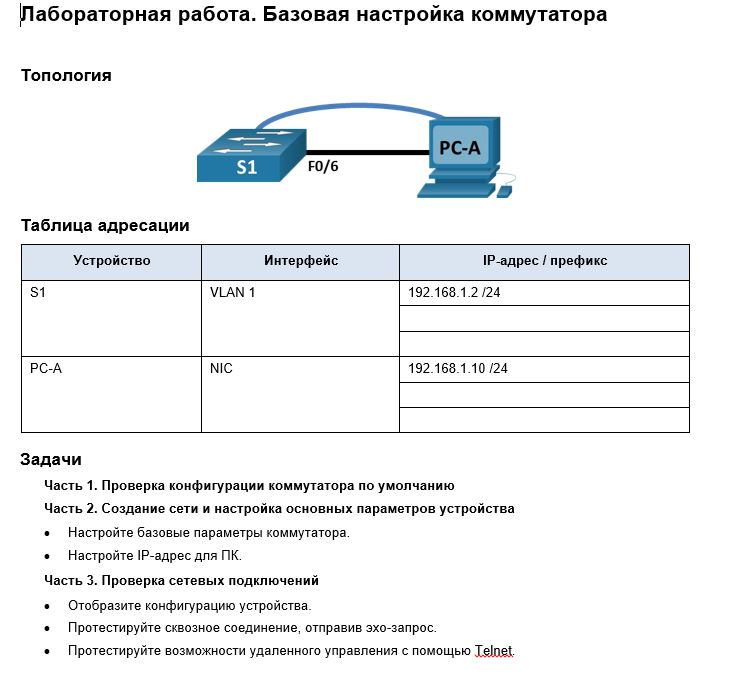 Лабораторная работа. Базовая настройка коммутатора
Топология
S1
F0/6
PC-A
Таблица адресации
Устройство Интерфейс IP-адрес / префикс
S1 VLAN 1 192.168.1.2 /24
PC-A NIC 192.168.1.10 /24
Задачи
Часть 1. Проверка конфигурации коммутатора по умолчанию
Часть 2. Создание сети и настройка основных параметров устройства
• Настройте базовые параметры коммутатора.
• Настройте IP-адрес для ПК.
Часть 3. Проверка сетевых подключений
• Отобразите конфигурацию устройства.
• Протестируйте сквозное соединение, отправив эхо-запрос.
• Протестируйте возможности удаленного управления с помощью Telnet.